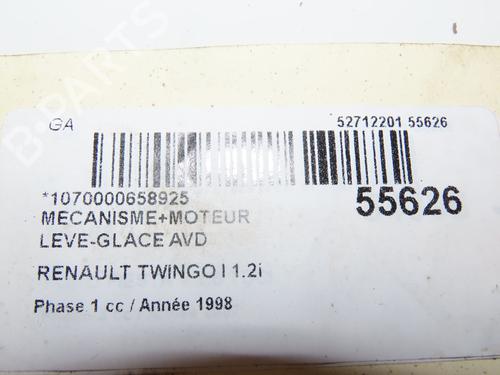 GA
52712201 55626
*1070000658925
55626
MECANISME+MOTEUR
LEVE-GLACE AVD
RENAULT TWINGO I 1.2i
Phase 1 cc / Année 1998
B-PARTS